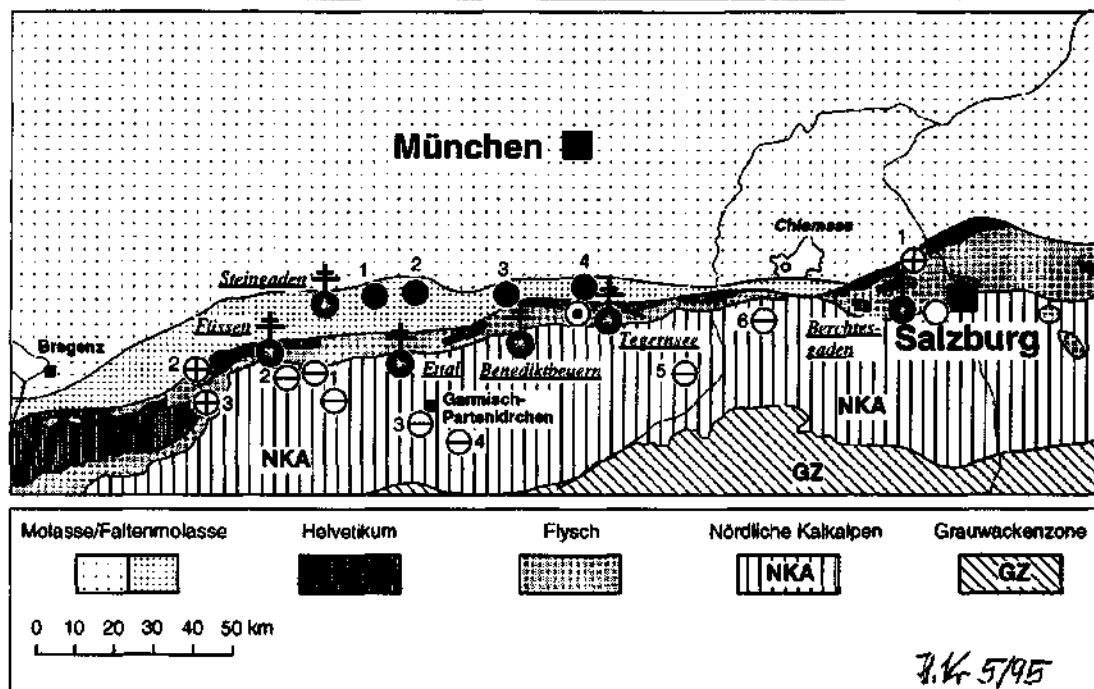 München
Chiemsee
1
Steingaden
1
2
3
4
Füssen
Bregenz
2
3
2
1
Ettal
Benediktbeuern
Tegernsee
6
5
Berchtes-
gaden
Salzburg
Garmisch-
Partenkirchen
3
4
NKA
NKA
GZ
Molasse/Faltenmolasse
Helvetikum
Flysch
Nördliche Kalkalpen
Grauwackenzone
NKA
GZ
0 10 20 30 40 50 km
5/95